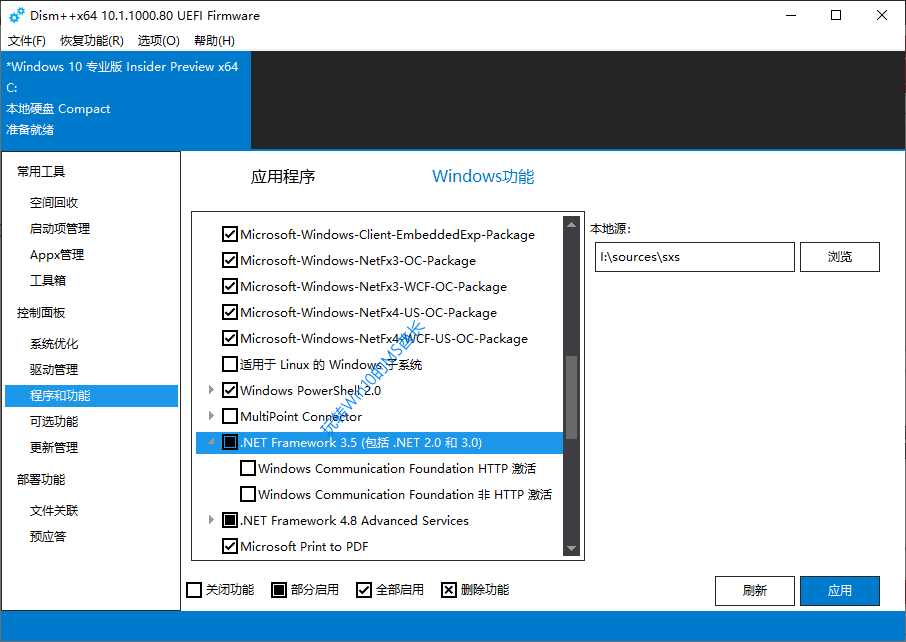 Dism++x64 10.1.1000.80 UEFI Firmware
文件(F) 恢复功能(R) 选项(O) 帮助(H)
*Windows 10 专业版 Insider Preview x64
C:
本地硬盘 Compact
准备就绪
常用工具
空间回收
启动项管理
Appx管理
工具箱
控制面板
系统优化
驱动管理
程序和功能
可选功能
更新管理
部署功能
文件关联
预应答
应用程序 Windows功能
Microsoft-Windows-Client-EmbeddedExp-Package
Microsoft-Windows-NetFx3-OC-Package
Microsoft-Windows-NetFx3-WCF-OC-Package
Microsoft-Windows-NetFx4-US-OC-Package
Microsoft-Windows-NetFx4-WCF-US-OC-Package
适用于 Linux 的 Windows 子系统
Windows PowerShell 2.0
MultiPoint Connector
.NET Framework 3.5 (包括 .NET 2.0 和 3.0)
Windows Communication Foundation HTTP 激活
Windows Communication Foundation 非 HTTP 激活
.NET Framework 4.8 Advanced Services
Microsoft Print to PDF
玩转Win10的MS酋长
本地源:
I:\sources\sxs 浏览
关闭功能 部分启用 全部启用 删除功能
刷新 应用